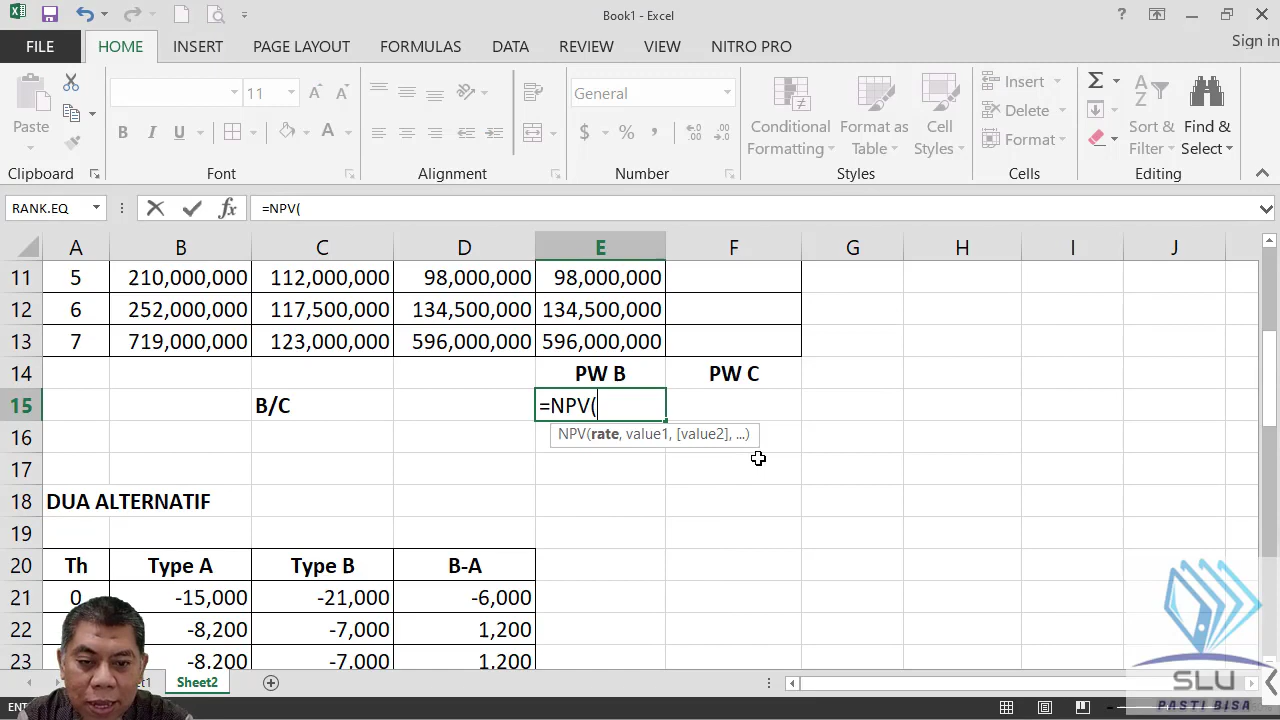 Book1 - Excel
FILE HOME INSERT PAGE LAYOUT FORMULAS DATA REVIEW VIEW NITRO PRO Sign in
Paste
11
General
$ % ,
Conditional Formatting
Format as Table
Cell Styles
Insert
Delete
Format
Sort & Filter
Find & Select
Clipboard Font Alignment Number Styles Cells Editing
RANK.EQ =NPV(
A B C D E F G H I J
11 5 210,000,000 112,000,000 98,000,000 98,000,000
12 6 252,000,000 117,500,000 134,500,000 134,500,000
13 7 719,000,000 123,000,000 596,000,000 596,000,000
14 PW B PW C
15 B/C =NPV(
16 NPV(rate, value1, [value2], ...)
17
18 DUA ALTERNATIF
19
20 Th Type A Type B B-A
21 0 -15,000 -21,000 -6,000
22 -8,200 -7,000 1,200
23 -8,200 -7,000 1,200
Sheet2
SLU
PASTI BISA